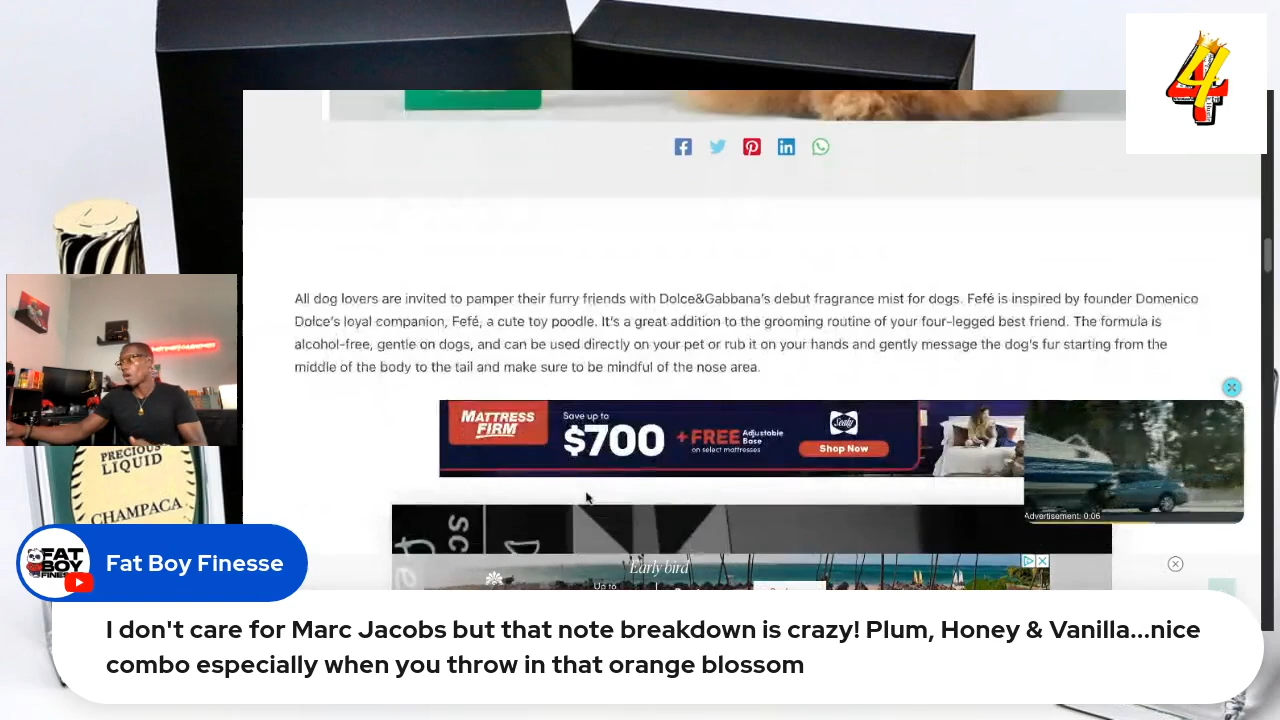 All dog lovers are invited to pamper their furry friends with Dolce&Gabbana's debut fragrance mist for dogs. Fefé is inspired by founder Domenico
Dolce's loyal companion, Fefé, a cute toy poodle. It's a great addition to the grooming routine of your four-legged best friend. The formula is
alcohol-free, gentle on dogs, and can be used directly on your pet or rub it on your hands and gently message the dog's fur starting from the
middle of the body to the tail and make sure to be mindful of the nose area.
MATTRESS
FIRM
Save up to
$700
+FREE Adjustable
Base
on select mattresses
Sealy
Shop Now
Advertisement: 0:06
PRECIOUS
LIQUID
CHAMPACA
SC
Early bird
Up to
FAT
BOY
FINESSE
Fat Boy Finesse
I don't care for Marc Jacobs but that note breakdown is crazy! Plum, Honey & Vanilla...nice
combo especially when you throw in that orange blossom